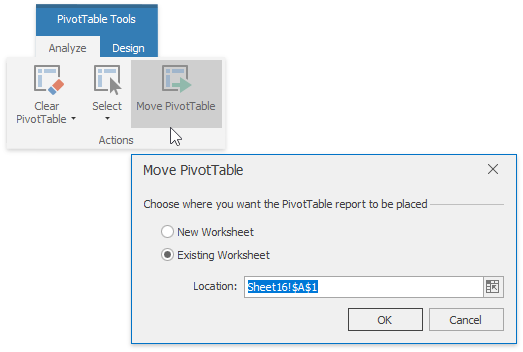 PivotTable Tools
Analyze Design
Clear PivotTable
Select
Move PivotTable
Actions
Move PivotTable
Choose where you want the PivotTable report to be placed
New Worksheet
Existing Worksheet
Location: Sheet16!$A$1
OK Cancel